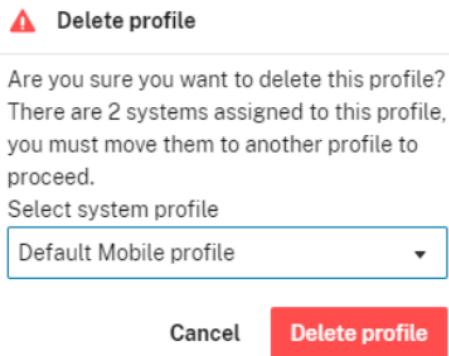 Delete profile
Are you sure you want to delete this profile?
There are 2 systems assigned to this profile,
you must move them to another profile to
proceed.
Select system profile
Default Mobile profile
Cancel Delete profile